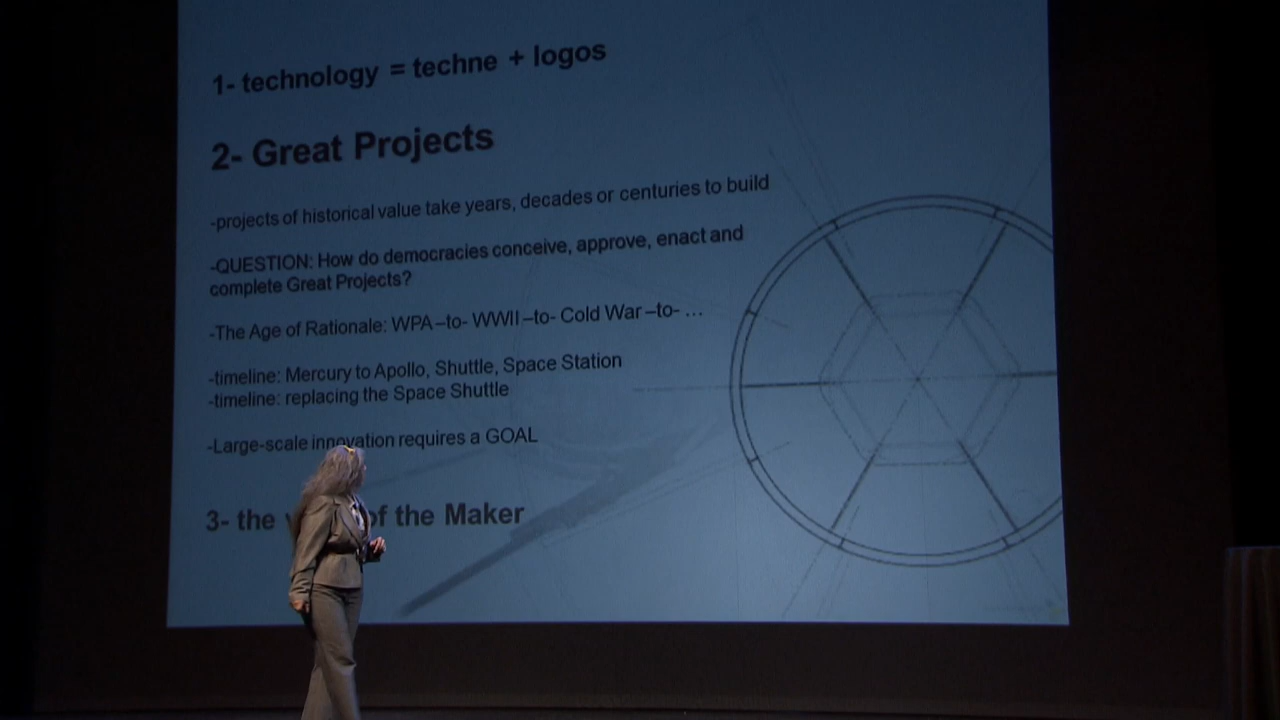 1- technology = techne + logos
2- Great Projects
-projects of historical value take years, decades or centuries to build
-QUESTION: How do democracies conceive, approve, enact and
complete Great Projects?
-The Age of Rationale: WPA –to- WWII –to- Cold War –to- …
-timeline: Mercury to Apollo, Shuttle, Space Station
-timeline: replacing the Space Shuttle
-Large-scale innovation requires a GOAL
3- the of the Maker